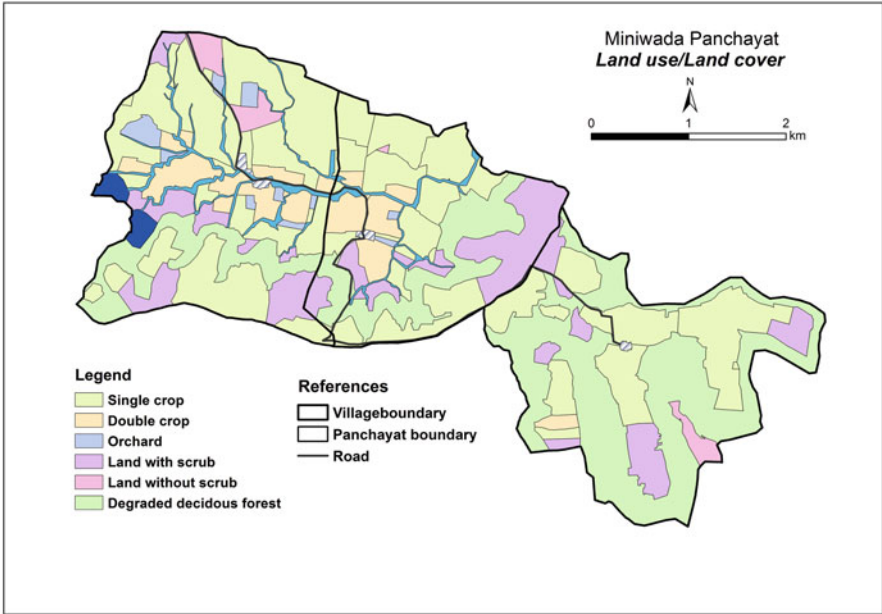 Miniwada Panchayat
Land use/Land cover
N
0 1 2
km
Legend
Single crop
Double crop
Orchard
Land with scrub
Land without scrub
Degraded decidous forest
References
Villageboundary
Panchayat boundary
Road